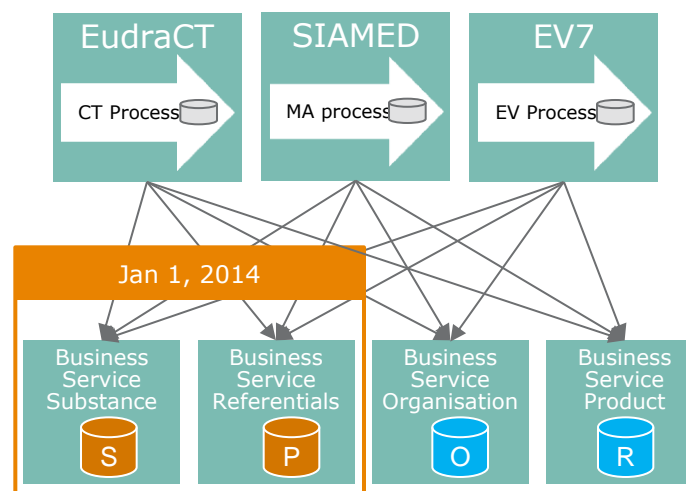 EudraCT
SIAMED
EV7
CT Process
MA process
EV Process
Jan 1, 2014
Business
Service
Substance
S
Business
Service
Referentials
P
Business
Service
Organisation
O
Business
Service
Product
R